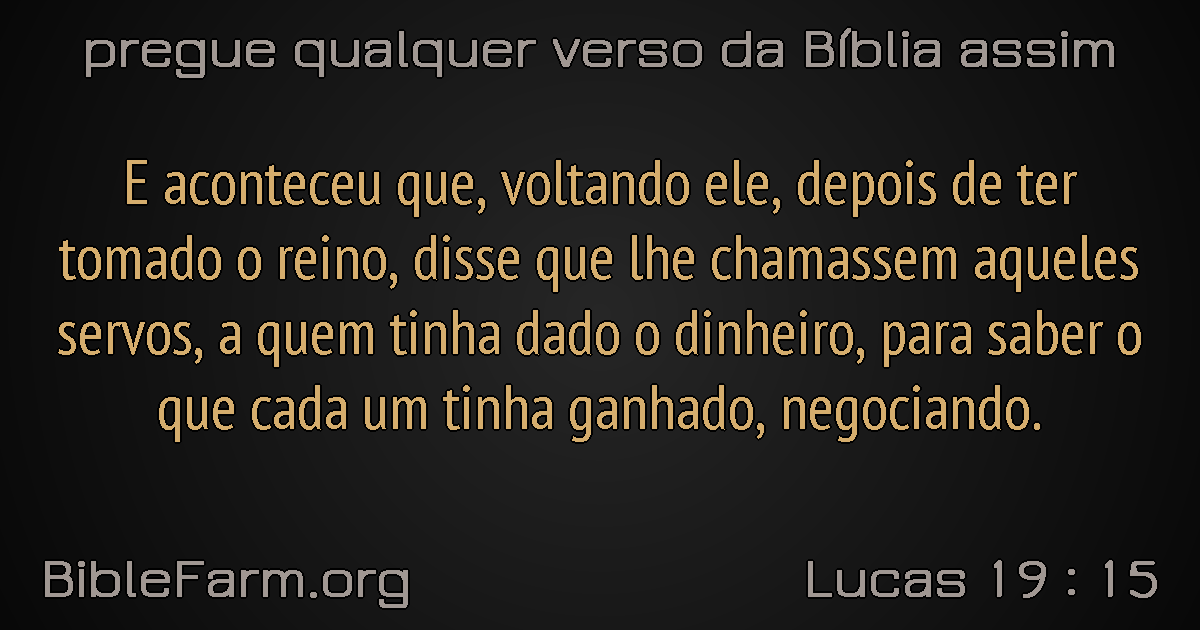 pregue qualquer verso da Bíblia assim
E aconteceu que, voltando ele, depois de ter
tomado o reino, disse que lhe chamassem aqueles
servos, a quem tinha dado o dinheiro, para saber o
que cada um tinha ganhado, negociando.
BibleFarm.org
Lucas 19 : 15